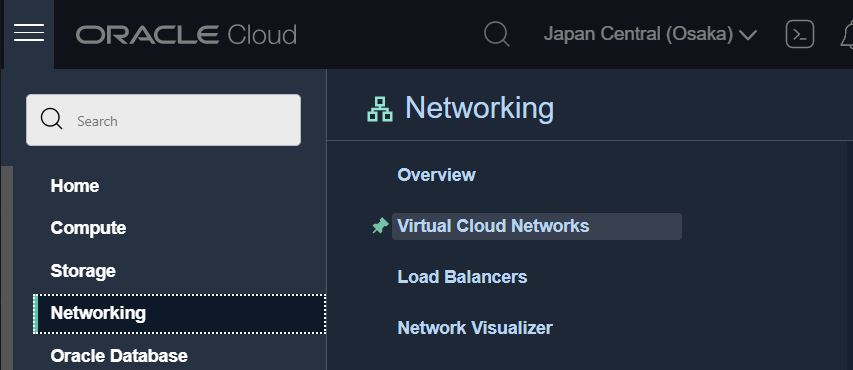 ORACLE Cloud
Japan Central (Osaka)
Search
Home
Compute
Storage
Networking
Oracle Database
Networking
Overview
Virtual Cloud Networks
Load Balancers
Network Visualizer